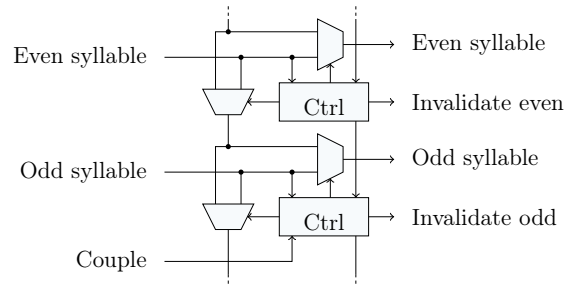 Even syllable
Even syllable
Ctrl
Invalidate even
Odd syllable
Odd syllable
Ctrl
Invalidate odd
Couple